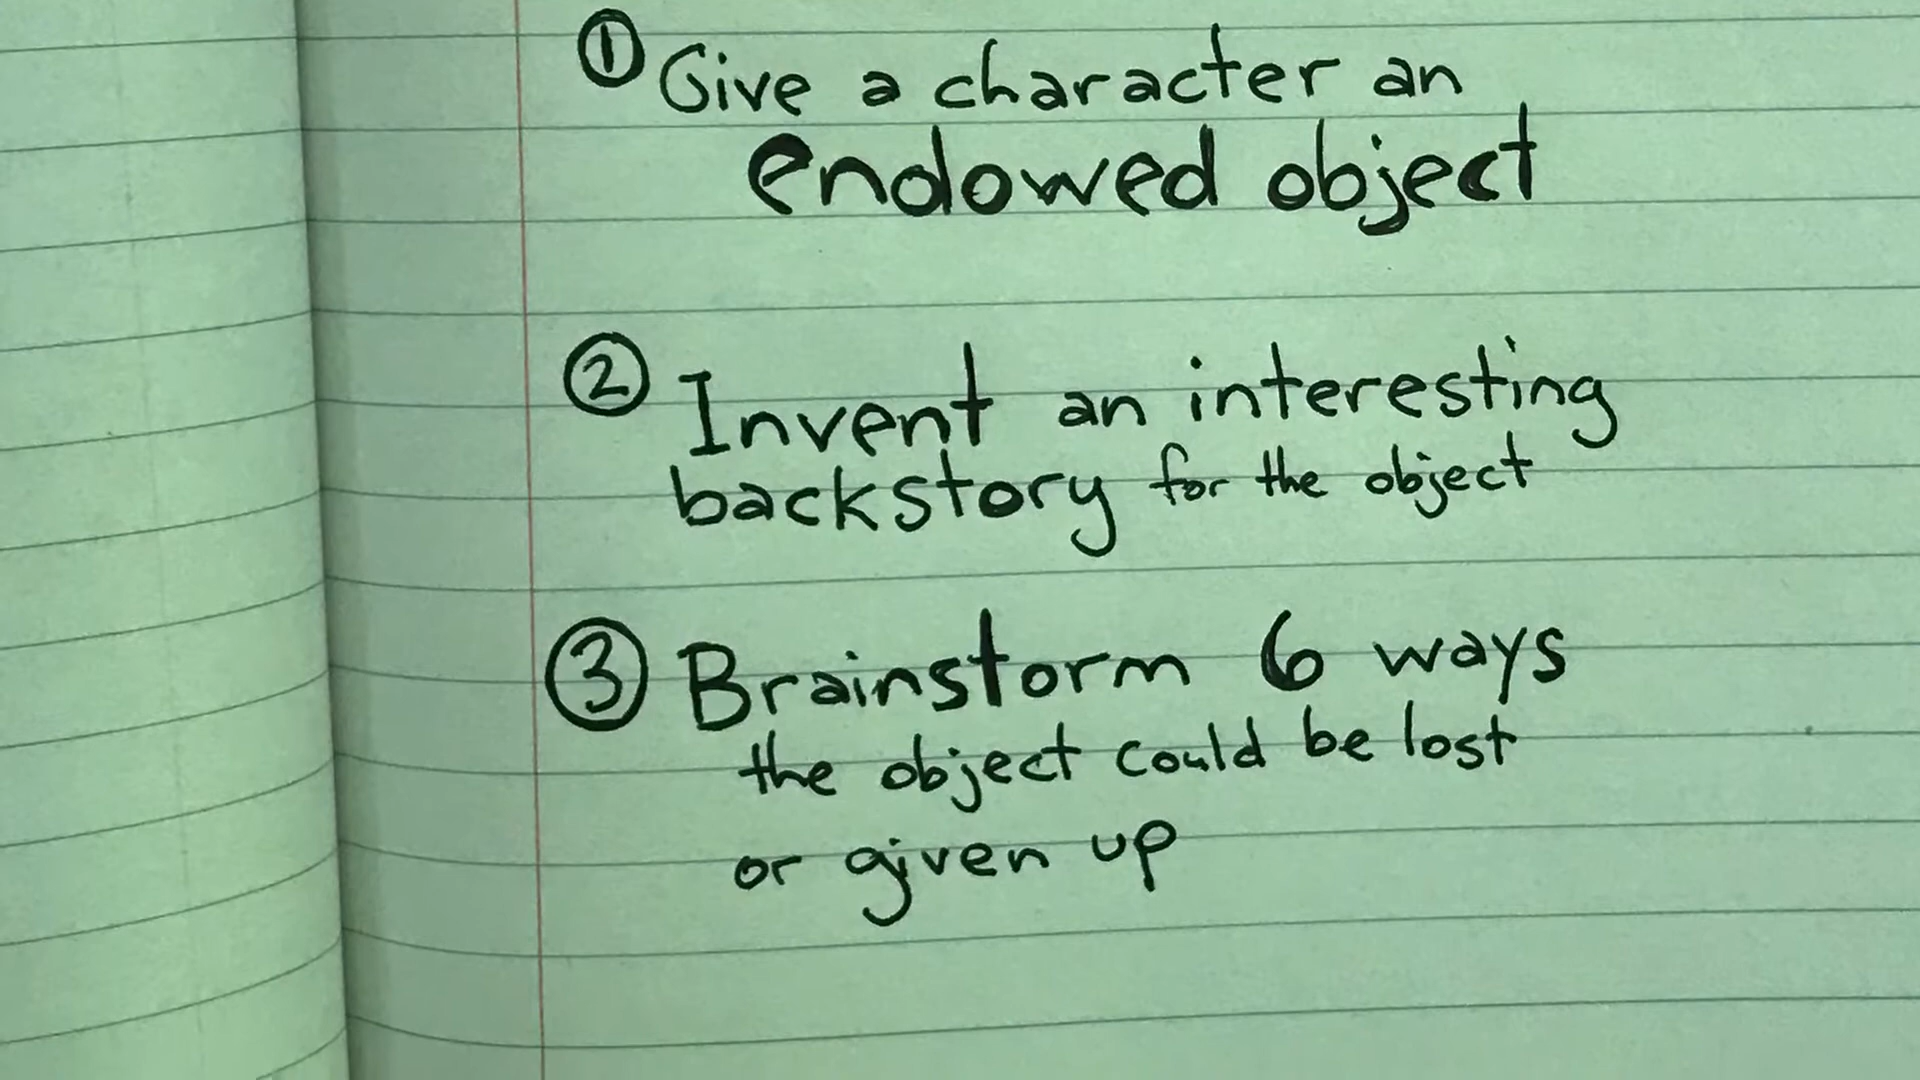 ① Give a character an
endowed object
② Invent an interesting
backstory for the object
③ Brainstorm 6 ways
the object could be lost
or given up